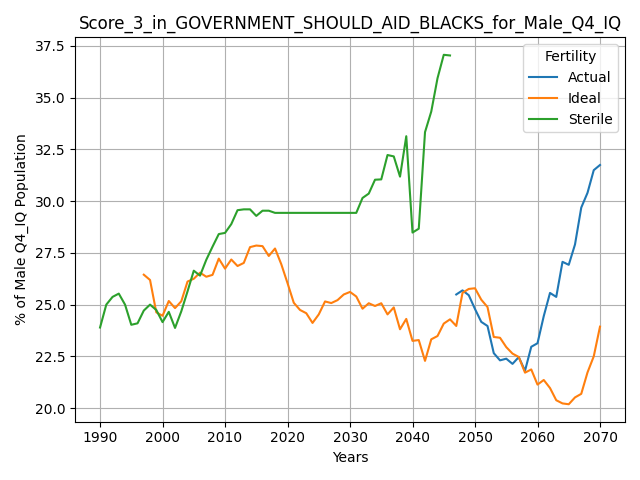 Score_3_in_GOVERNMENT_SHOULD_AID_BLACKS_for_Male_Q4_IQ
% of Male Q4_IQ Population
37.5
35.0
32.5
30.0
27.5
25.0
22.5
20.0
Fertility
Actual
Ideal
Sterile
1990 2000 2010 2020 2030 2040 2050 2060 2070
Years